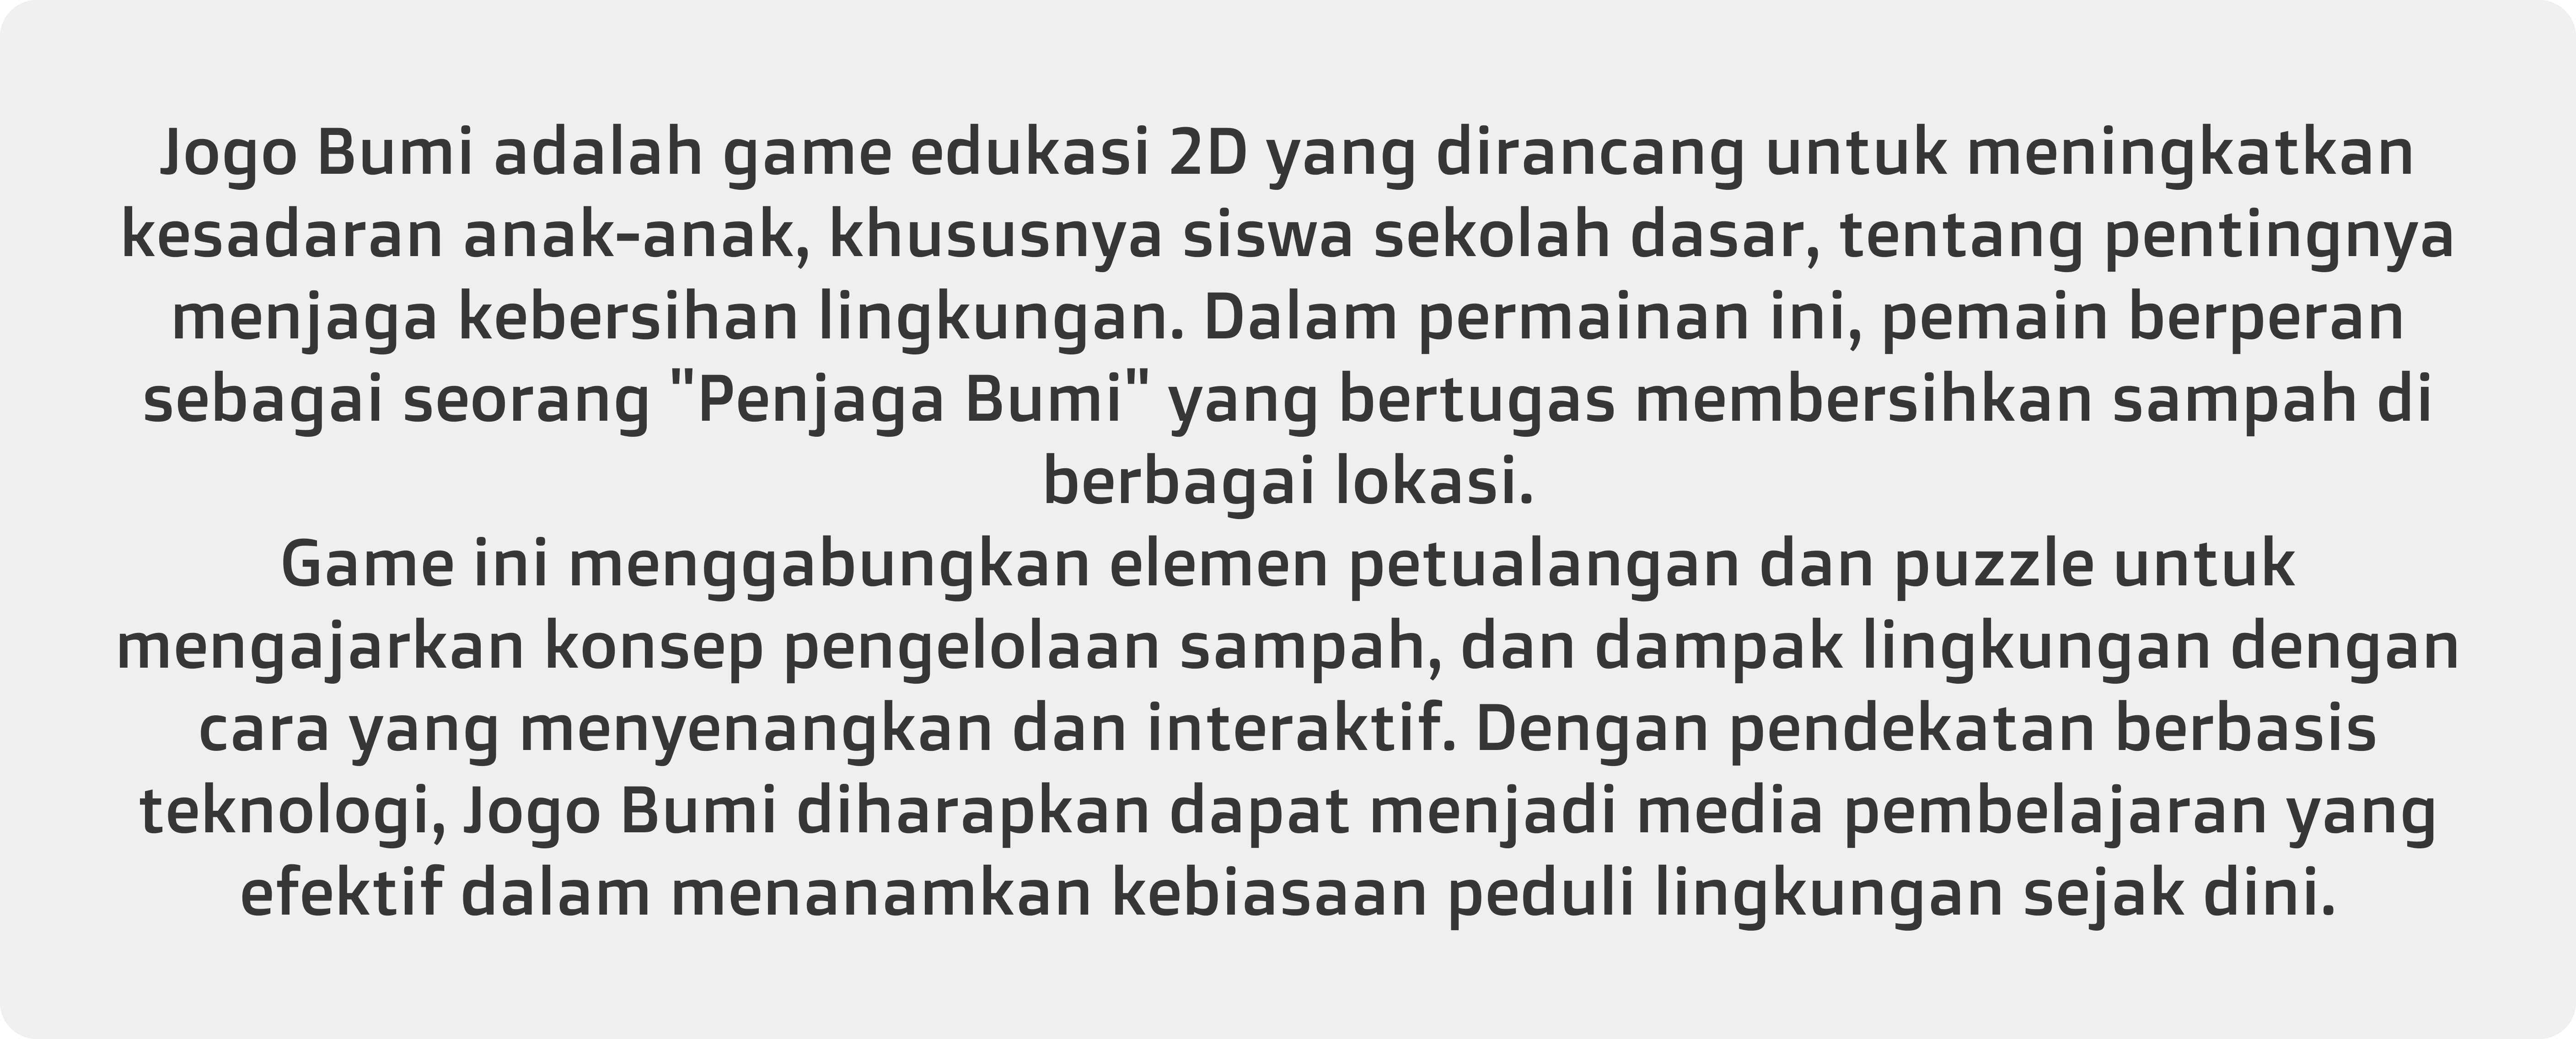 Jogo Bumi adalah game edukasi 2D yang dirancang untuk meningkatkan
kesadaran anak-anak, khususnya siswa sekolah dasar, tentang pentingnya
menjaga kebersihan lingkungan. Dalam permainan ini, pemain berperan
sebagai seorang "Penjaga Bumi" yang bertugas membersihkan sampah di
berbagai lokasi.
Game ini menggabungkan elemen petualangan dan puzzle untuk
mengajarkan konsep pengelolaan sampah, dan dampak lingkungan dengan
cara yang menyenangkan dan interaktif. Dengan pendekatan berbasis
teknologi, Jogo Bumi diharapkan dapat menjadi media pembelajaran yang
efektif dalam menanamkan kebiasaan peduli lingkungan sejak dini.